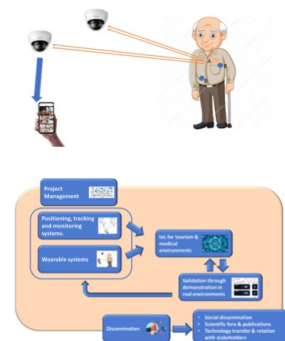 Project
Management
Positioning, tracking
and monitoring
systems.
Wearable systems
IoT for tourism &
medical
environments
Validation through
demonstration in
real environments
Dissemination
• Social dissemination
• Scientific fora & publications
• Technology transfer & relation
with stakeholders